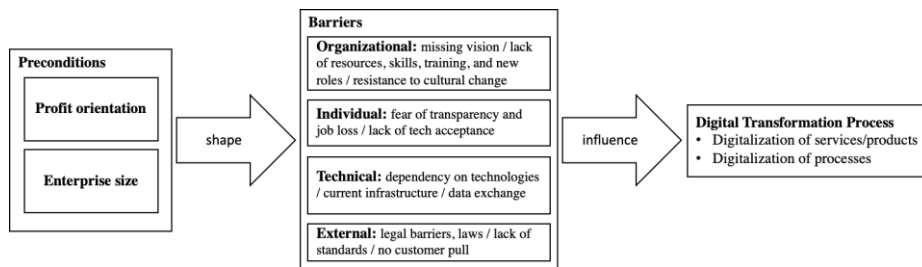 Preconditions
Profit orientation
Enterprise size
shape
Barriers
Organizational: missing vision / lack
of resources, skills, training, and new
roles / resistance to cultural change
Individual: fear of transparency and
job loss / lack of tech acceptance
Technical: dependency on technologies
/ current infrastructure / data exchange
External: legal barriers, laws / lack of
standards / no customer pull
influence
Digital Transformation Process
• Digitalization of services/products
• Digitalization of processes